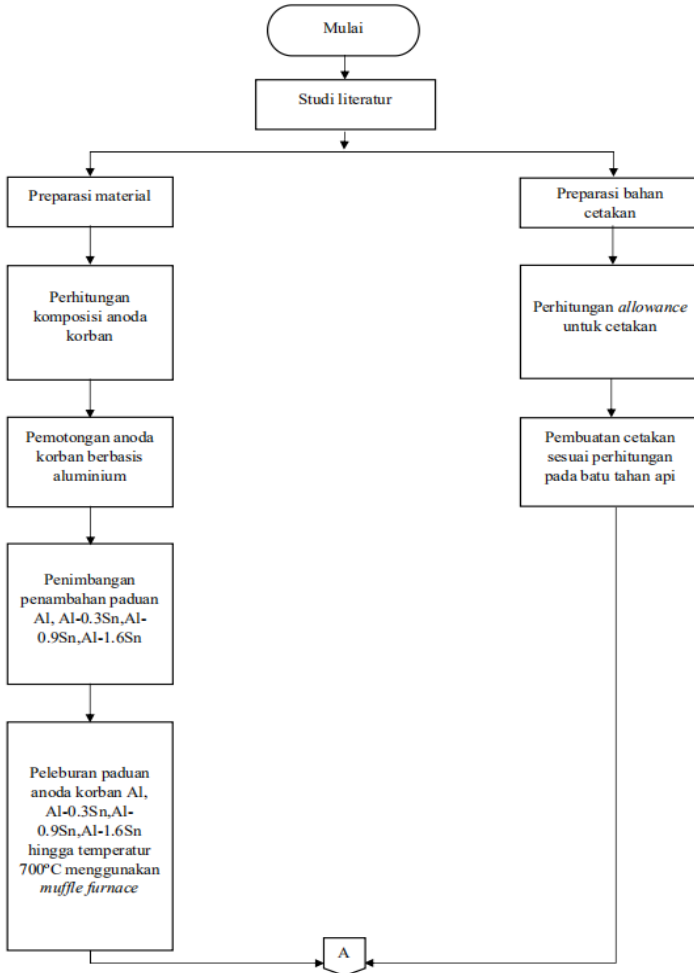 Mulai
Studi literatur
Preparasi material
Perhitungan
komposisi anoda
korban
Pemotongan anoda
korban berbasis
aluminium
Penimbangan
penambahan paduan
Al, Al-0.3Sn,Al-
0.9Sn,Al-1.6Sn
Peleburan paduan
anoda korban Al,
Al-0.3Sn,Al-
0.9Sn,Al-1.6Sn
hingga temperatur
700ºC menggunakan
muffle furnace
Preparasi bahan
cetakan
Perhitungan allowance
untuk cetakan
Pembuatan cetakan
sesuai perhitungan
pada batu tahan api
A